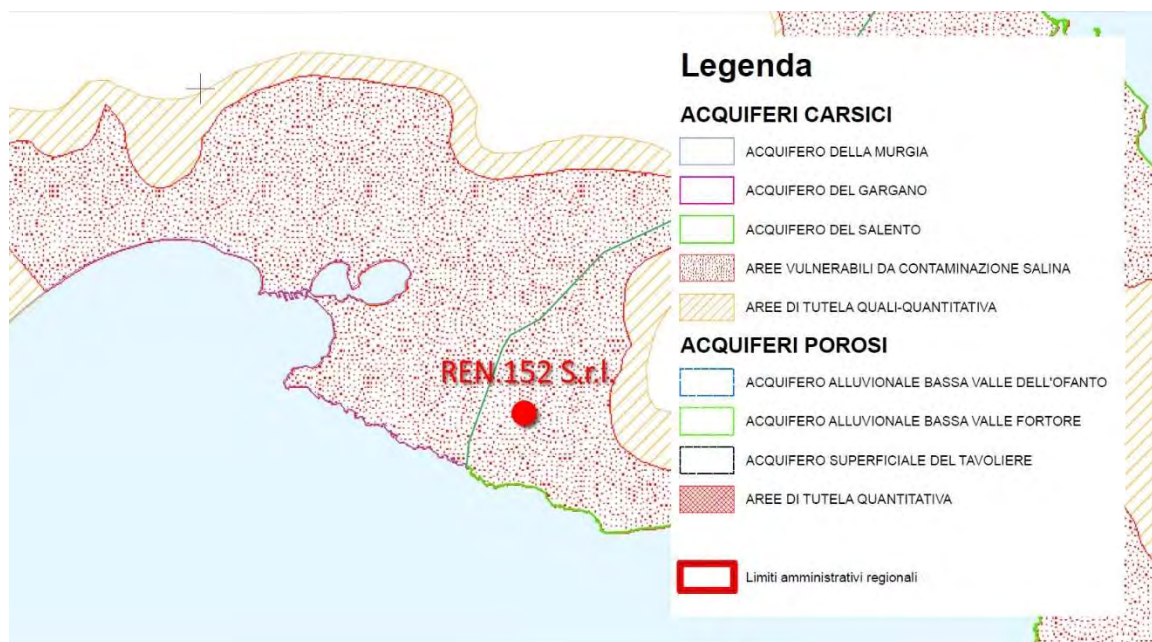 REN.152 S.r.l.
Legenda
ACQUIFERI CARSICI
ACQUIFERO DELLA MURGIA
ACQUIFERO DEL GARGANO
ACQUIFERO DEL SALENTO
AREE VULNERABILI DA CONTAMINAZIONE SALINA
AREE DI TUTELA QUALI-QUANTITATIVA
ACQUIFERI POROSI
ACQUIFERO ALLUVIONALE BASSA VALLE DELL'OFANTO
ACQUIFERO ALLUVIONALE BASSA VALLE FORTORE
ACQUIFERO SUPERFICIALE DEL TAVOLIERE
AREE DI TUTELA QUANTITATIVA
Limiti amministrativi regionali